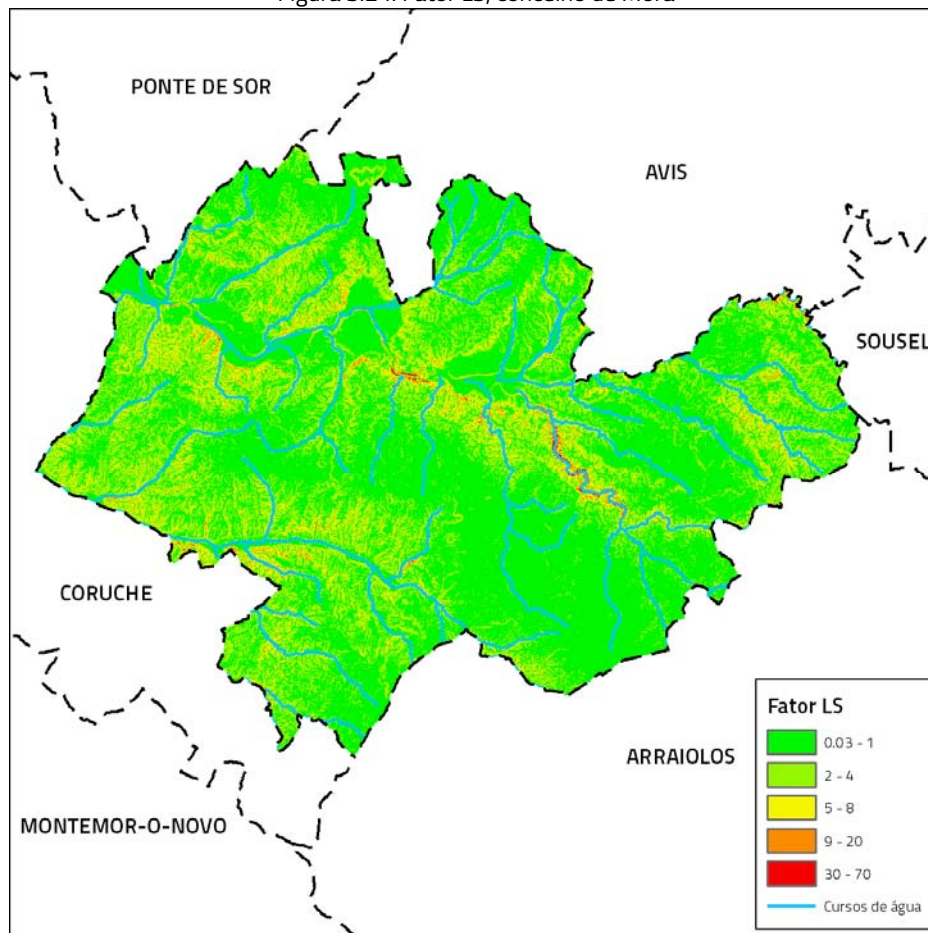 PONTE DE SOR
AVIS
SOUSEL
CORUCHE
ARRAIOLOS
MONTEMOR-O-NOVO
Fator LS
0.03 - 1
2 - 4
5 - 8
9 - 20
30 - 70
Cursos de água